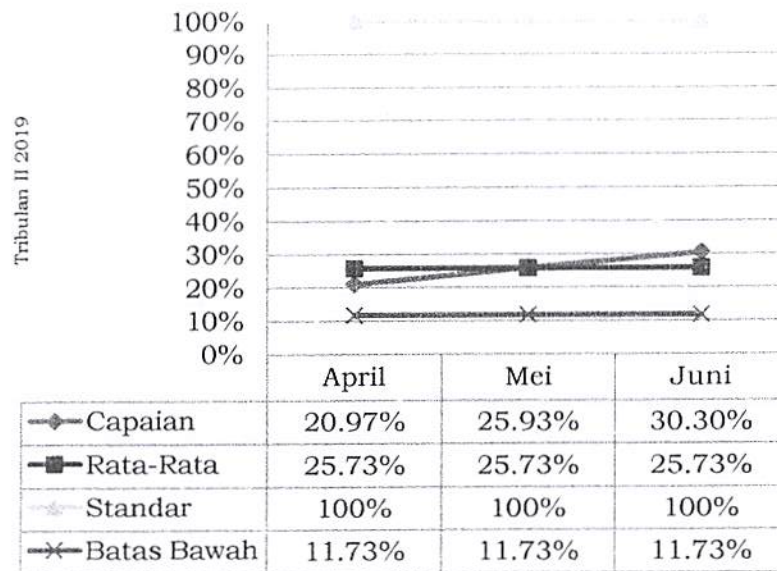 Tribulan II 2019
100%
90%
80%
70%
60%
50%
40%
30%
20%
10%
0%
April Mei Juni
Capaian 20.97% 25.93% 30.30%
Rata-Rata 25.73% 25.73% 25.73%
Standar 100% 100% 100%
Batas Bawah 11.73% 11.73% 11.73%